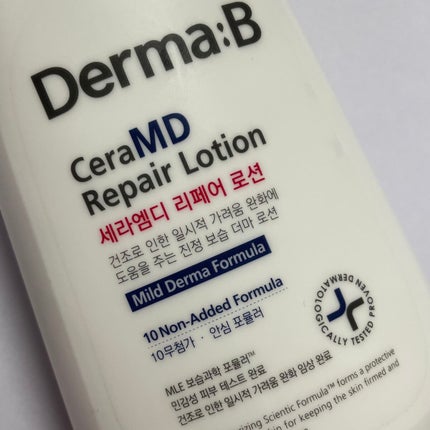 Derma:B
CeraMD
Repair Lotion
세라엠디 리페어 로션
건조로 인한 일시적 가려움 완화에
도움을 주는 진정 보습 더마 로션
Mild Derma Formula
10 Non-Added Formula
10무첨가 · 안심 포뮬러
DERMATOLOGICALLY TESTED PROVEN
MLE 보습과학 포뮬러™
민감성 피부 테스트 완료
건조로 인한 일시적 가려움 완화 임상 완료
izing Scientic Formula™ forms a protective
kin for keeping the skin firmed and